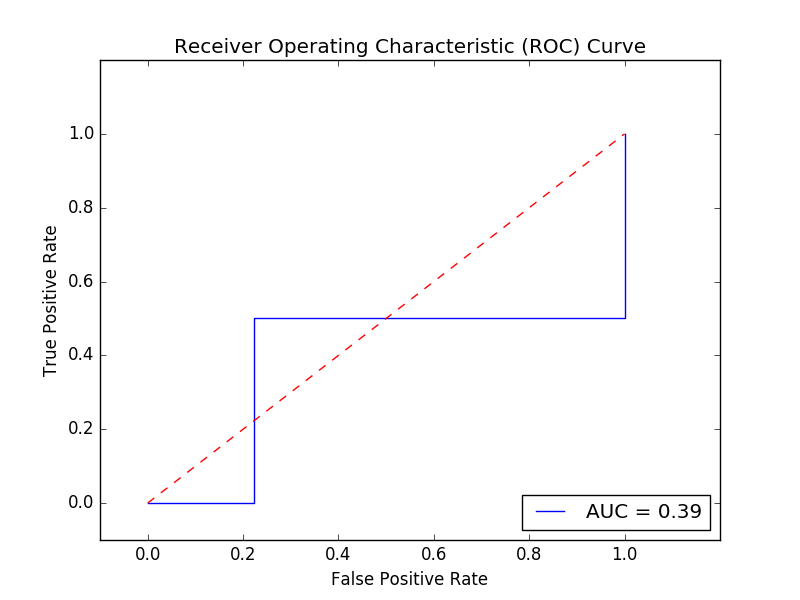 Receiver Operating Characteristic (ROC) Curve
True Positive Rate
1.0
0.8
0.6
0.4
0.2
0.0
0.0 0.2 0.4 0.6 0.8 1.0
False Positive Rate
AUC = 0.39